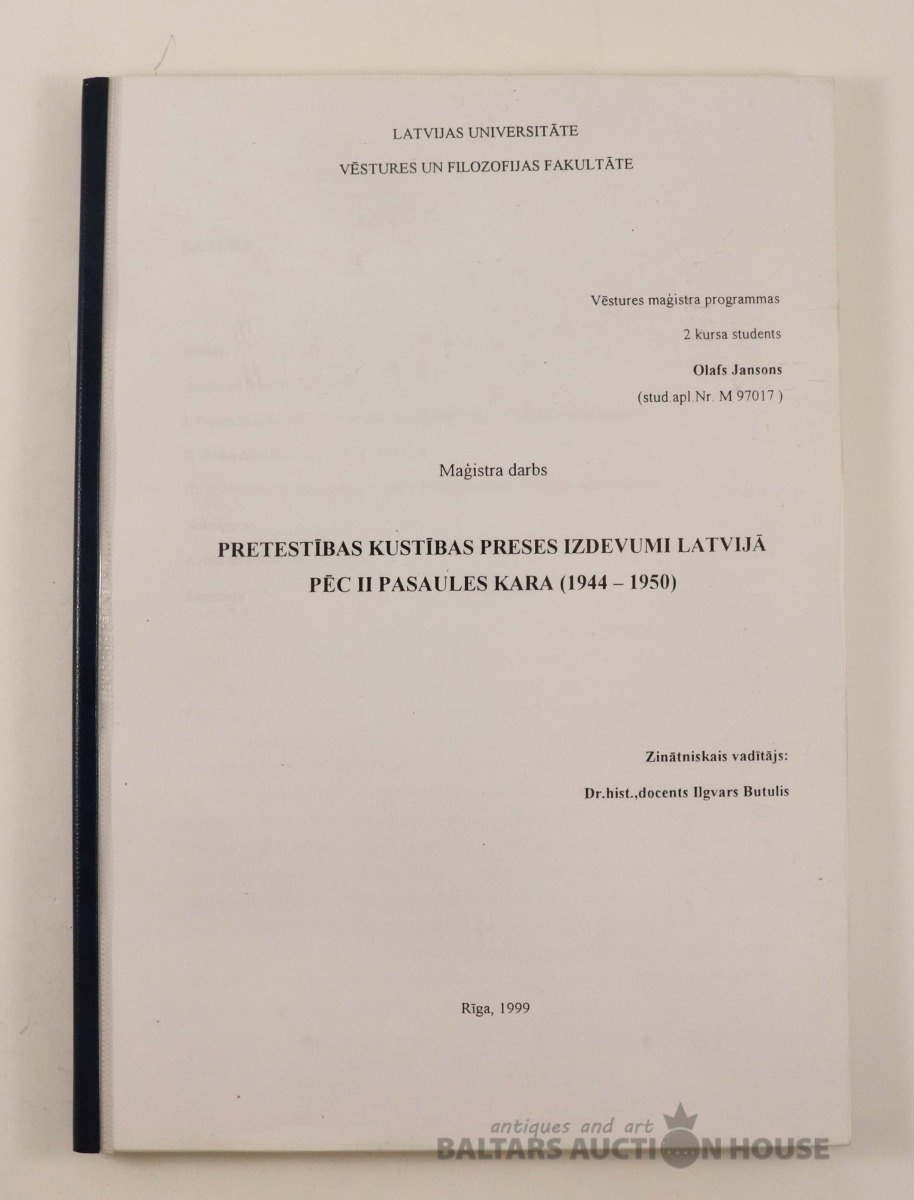 LATVIJAS UNIVERSITĀTE
VĒSTURES UN FILOZOFIJAS FAKULTĀTE
Vēstures maģistra programmas
2 kursa students
Olafs Jansons
(stud.apl.Nr. M 97017 )
Maģistra darbs
PRETESTĪBAS KUSTĪBAS PRESES IZDEVUMI LATVIJĀ
PĒC II PASAULES KARA (1944 – 1950)
Zinātniskais vadītājs:
Dr.hist.,docents Ilgvars Butulis
Rīga, 1999
antiques and art
BALTARS AUCTION HOUSE